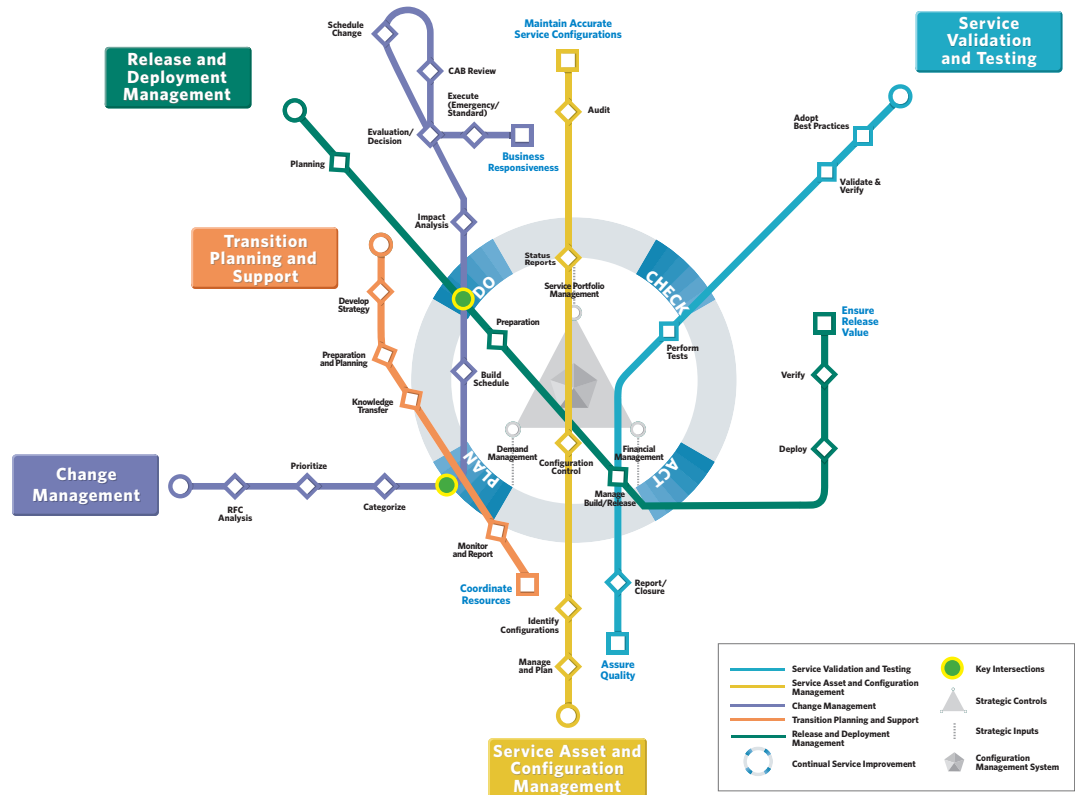 Schedule
Change
Maintain Accurate
Service Configurations
Service
Validation
and Testing
Release and
Deployment
Management
CAB Review
Execute
(Emergency/
Standard)
Audit
Adopt
Best Practices
Evaluation/
Decision
Business
Responsiveness
Planning
Validate &
Verify
Impact
Analysis
Transition
Planning and
Support
Status
Reports
DO
CHECK
Service Portfolio
Management
Develop
Strategy
Preparation
Ensure
Release
Value
Perform
Tests
Preparation
and Planning
Build
Schedule
Verify
Knowledge
Transfer
Demand
Management
Configuration
Control
Financial
Management
Deploy
PLAN
ACT
Change
Management
Prioritize
RFC
Analysis
Categorize
Manage
Build/Release
Monitor
and Report
Coordinate
Resources
Report/
Closure
Identify
Configurations
Manage
and Plan
Assure
Quality
Service Asset and
Configuration
Management
Service Validation and Testing
Service Asset and Configuration
Management
Change Management
Transition Planning and Support
Release and Deployment
Management
Continual Service Improvement
Key Intersections
Strategic Controls
Strategic Inputs
Configuration
Management System